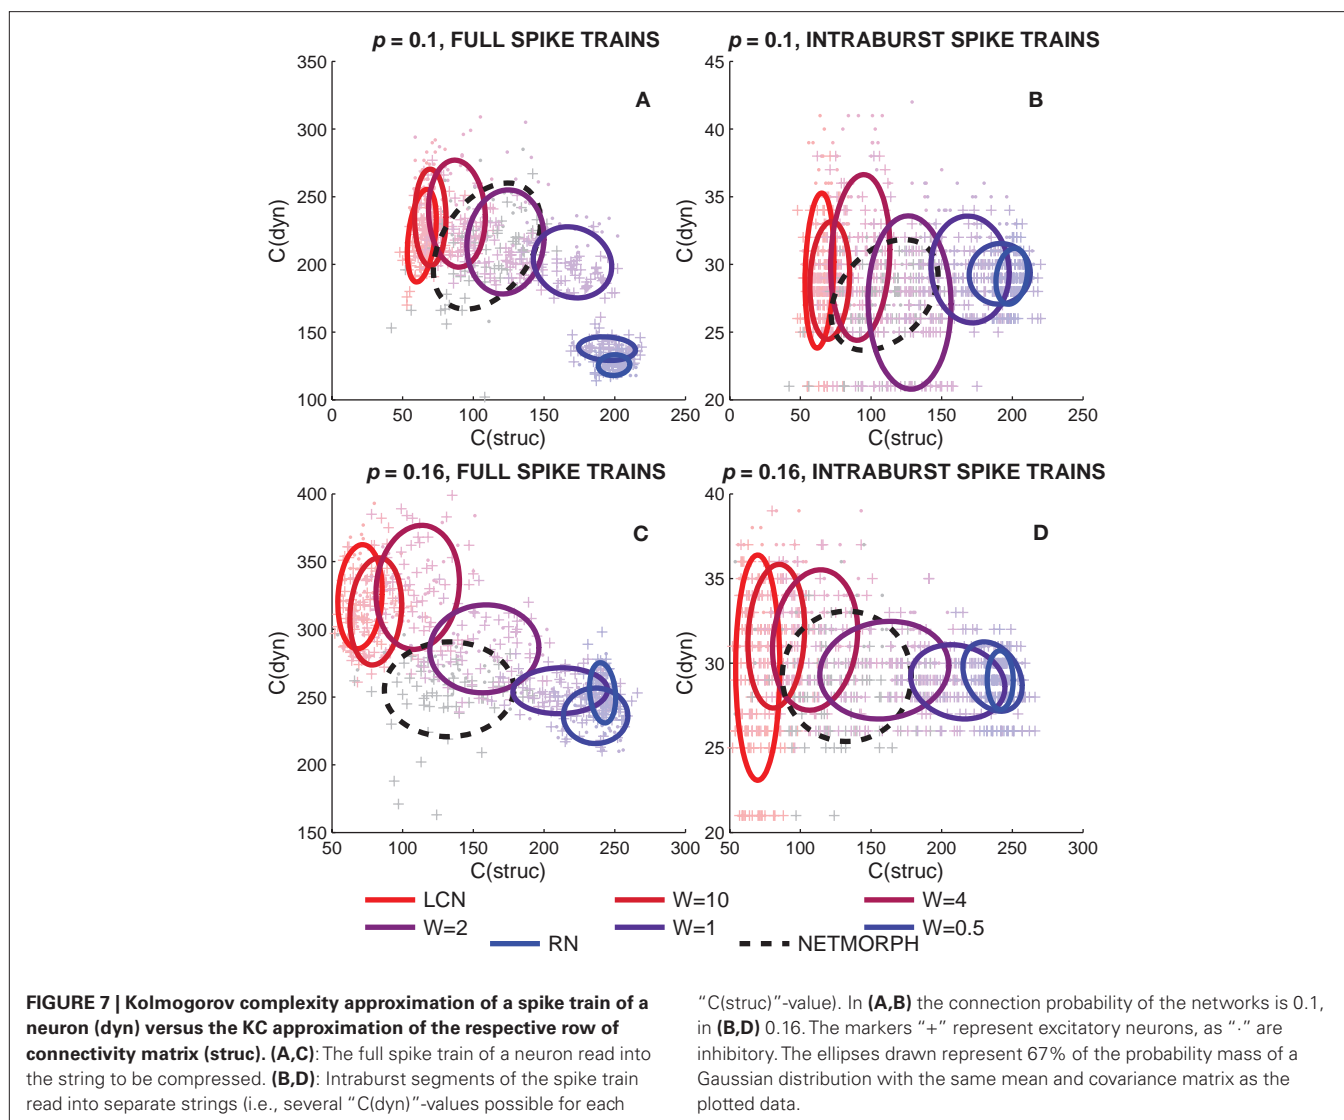 p = 0.1, FULL SPIKE TRAINS
350
300
250
200
150
100
C(dyn)
A
0 50 100 150 200 250
C(struc)
p = 0.1, INTRABURST SPIKE TRAINS
45
40
35
30
25
20
C(dyn)
B
0 50 100 150 200 250
C(struc)
p = 0.16, FULL SPIKE TRAINS
400
350
300
250
200
150
C(dyn)
C
50 100 150 200 250 300
C(struc)
p = 0.16, INTRABURST SPIKE TRAINS
40
35
30
25
20
C(dyn)
D
50 100 150 200 250 300
C(struc)
LCN W=10 W=4
W=2 W=1 W=0.5
RN NETMORPH
FIGURE 7 | Kolmogorov complexity approximation of a spike train of a
neuron (dyn) versus the KC approximation of the respective row of
connectivity matrix (struc). (A,C): The full spike train of a neuron read into
the string to be compressed. (B,D): Intraburst segments of the spike train
read into separate strings (i.e., several “C(dyn)”-values possible for each
“C(struc)”-value). In (A,B) the connection probability of the networks is 0.1,
in (B,D) 0.16. The markers “+” represent excitatory neurons, as “·” are
inhibitory. The ellipses drawn represent 67% of the probability mass of a
Gaussian distribution with the same mean and covariance matrix as the
plotted data.